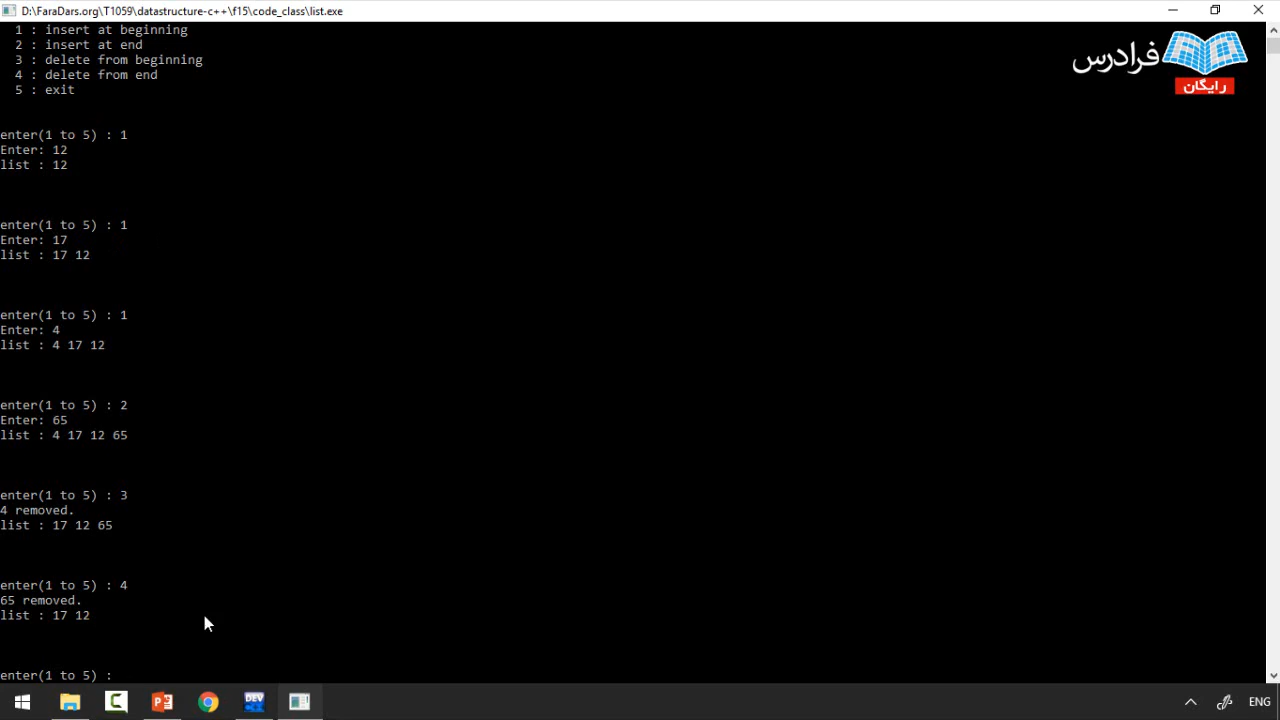 D:\FaraDars.org\T1059\datastructure-c++\f15\code_class\list.exe
1 : insert at beginning
2 : insert at end
3 : delete from beginning
4 : delete from end
5 : exit
فرادرس
رایگان
enter(1 to 5) : 1
Enter: 12
list : 12
enter(1 to 5) : 1
Enter: 17
list : 17 12
enter(1 to 5) : 1
Enter: 4
list : 4 17 12
enter(1 to 5) : 2
Enter: 65
list : 4 17 12 65
enter(1 to 5) : 3
4 removed.
list : 17 12 65
enter(1 to 5) : 4
65 removed.
list : 17 12
enter(1 to 5) :
DEV
ENG